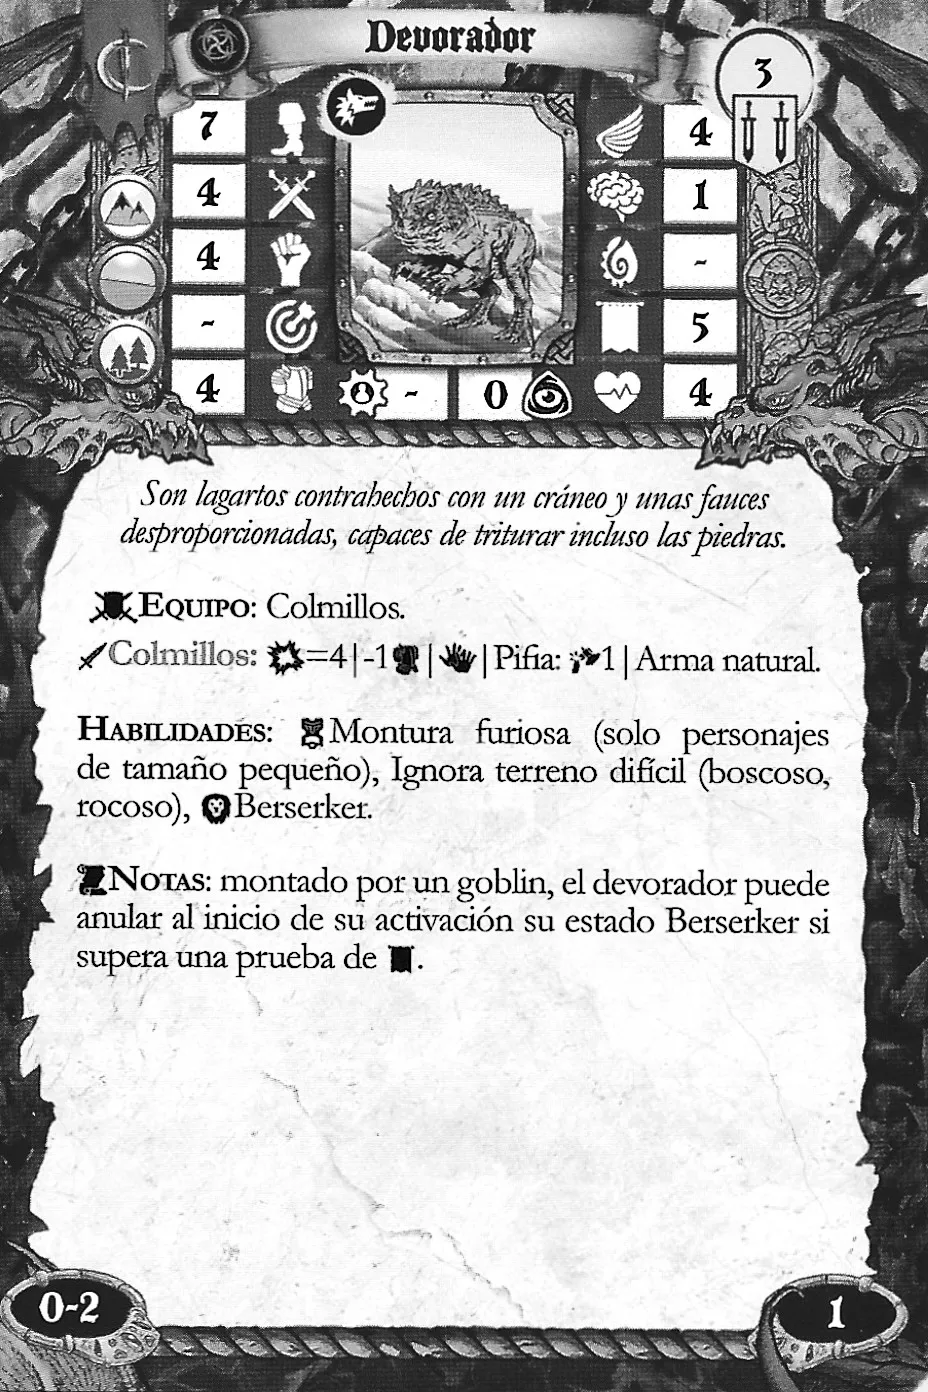 Devorador
3
7
4
4
1
4
-
-
5
4
-
0
4
Son lagartos contrahechos con un cráneo y unas fauces
desproporcionadas, capaces de triturar incluso las piedras.
EQUIPO: Colmillos.
Colmillos: =4 | -1 | | Pifia: 1 | Arma natural.
HABILIDADES: Montura furiosa (solo personajes
de tamaño pequeño), Ignora terreno difícil (boscoso,
rocoso), Berserker.
NOTAS: montado por un goblin, el devorador puede
anular al inicio de su activación su estado Berserker si
supera una prueba de .
0-2
1